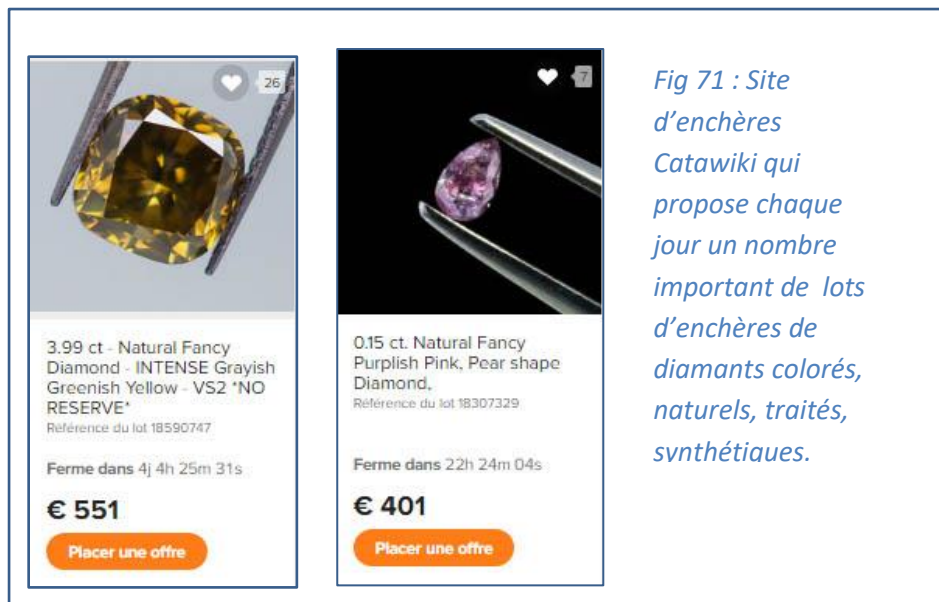 26
3.99 ct - Natural Fancy
Diamond - INTENSE Grayish
Greenish Yellow - VS2 *NO
RESERVE*
Référence du lot 18590747
Ferme dans 4j 4h 25m 31s
€ 551
Placer une offre
7
0.15 ct. Natural Fancy
Purplish Pink, Pear shape
Diamond,
Référence du lot 18307329
Ferme dans 22h 24m 04s
€ 401
Placer une offre
Fig 71 : Site
d'enchères
Catawiki qui
propose chaque
jour un nombre
important de lots
d'enchères de
diamants colorés,
naturels, traités,
synthétiques.